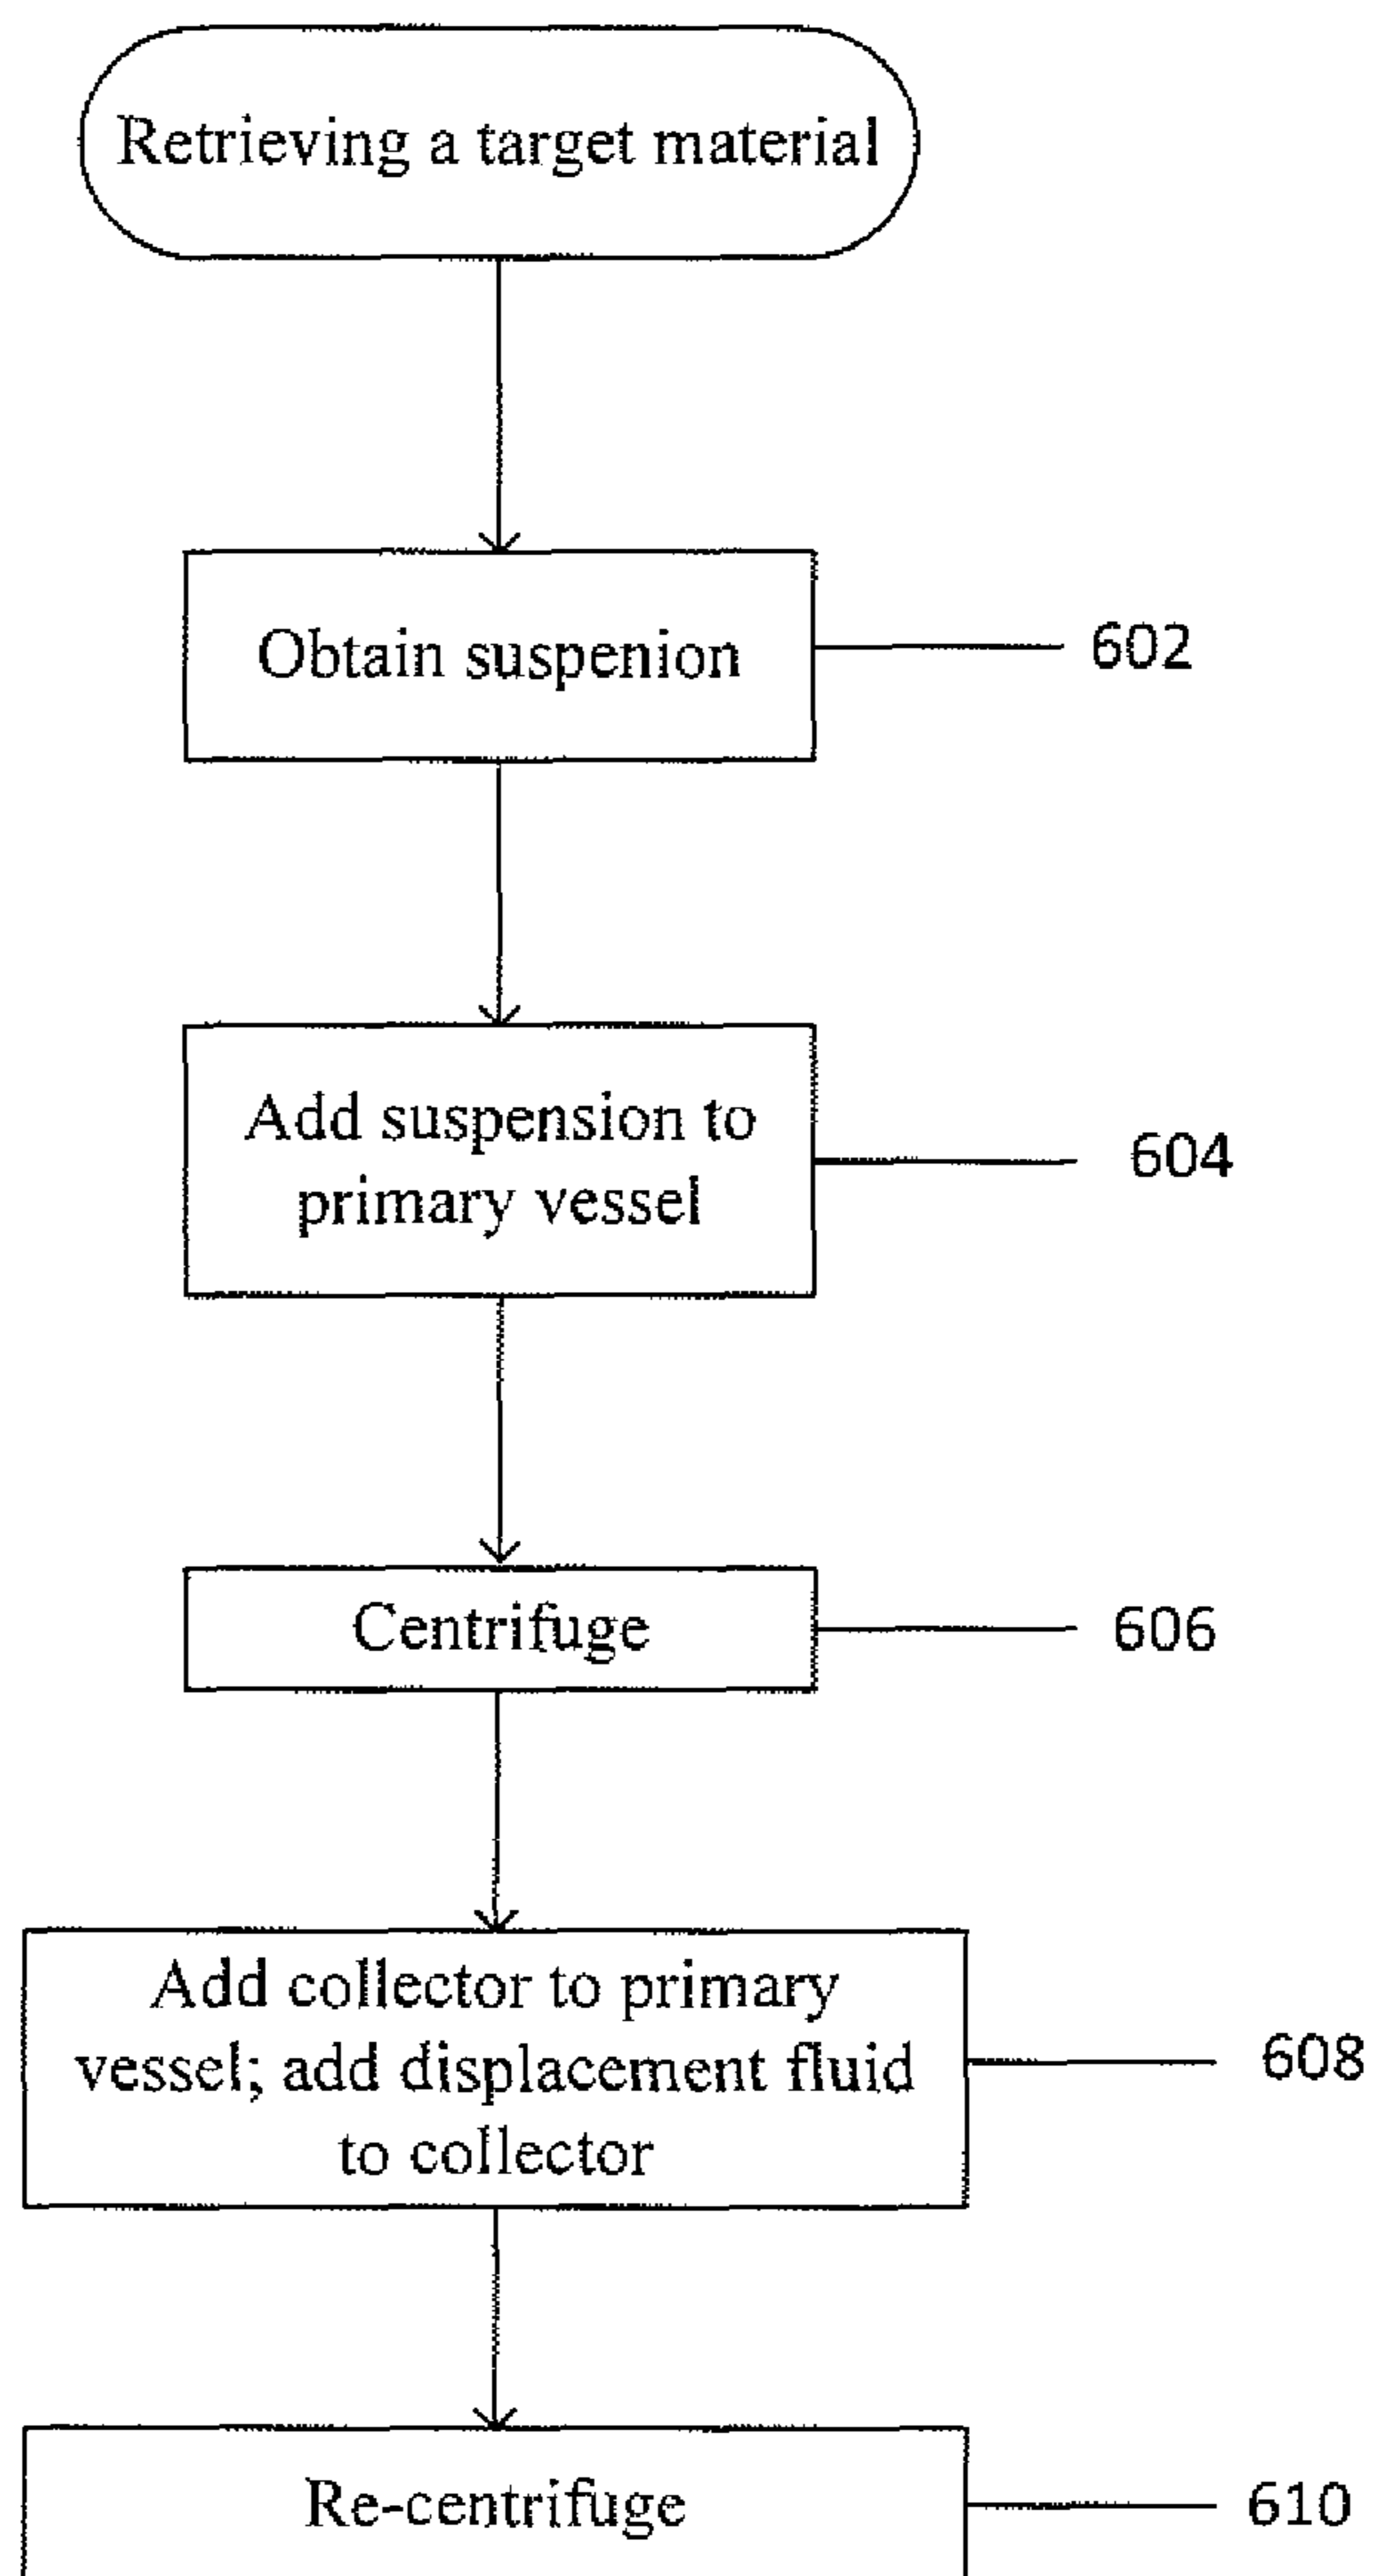 Retrieving a target material
Obtain suspenion
602
Add suspension to
primary vessel
604
Centrifuge
606
Add collector to primary
vessel; add displacement fluid
to collector
608
Re-centrifuge
610